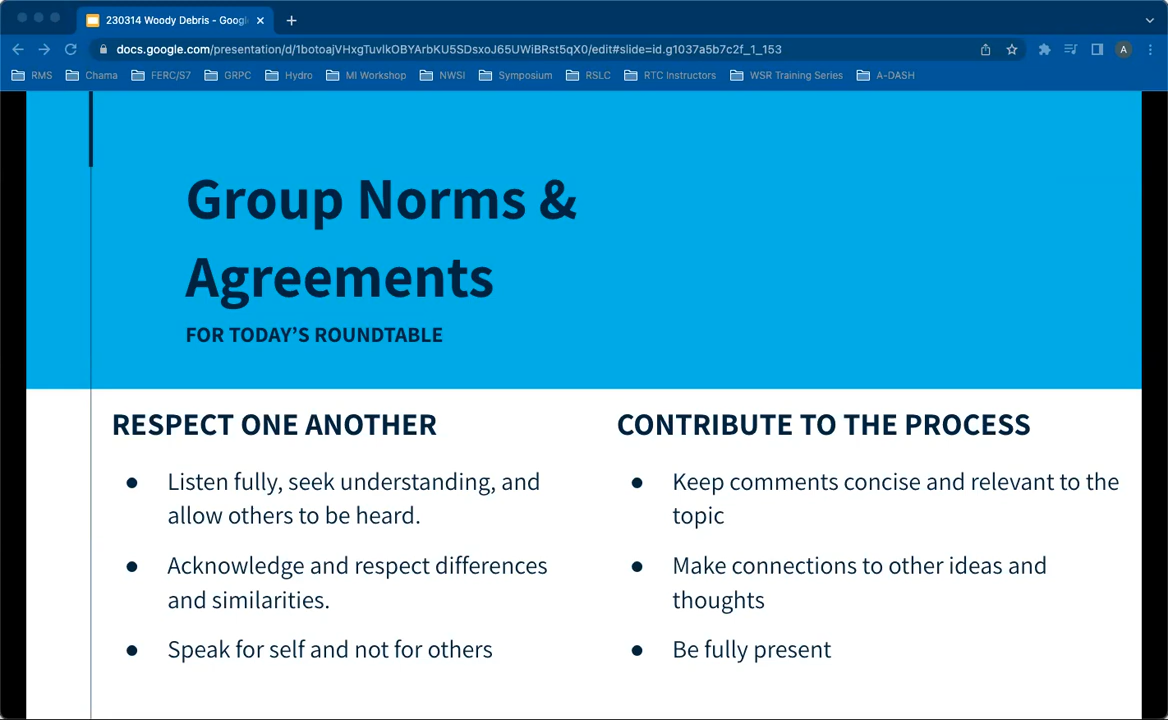 230314 Woody Debris - Googl
docs.google.com/presentation/d/1botoajVHxgTuvlkOBYArbKU5SDsxoJ65UWiBRst5qX0/edit#slide=id.g1037a5b7c2f_1_153
A
RMS
Chama
FERC/S7
GRPC
Hydro
MI Workshop
NWSI
Symposium
RSLC
RTC Instructors
WSR Training Series
A-DASH
Group Norms &
Agreements
FOR TODAY’S ROUNDTABLE
RESPECT ONE ANOTHER
● Listen fully, seek understanding, and
allow others to be heard.
● Acknowledge and respect differences
and similarities.
● Speak for self and not for others
CONTRIBUTE TO THE PROCESS
● Keep comments concise and relevant to the
topic
● Make connections to other ideas and
thoughts
● Be fully present